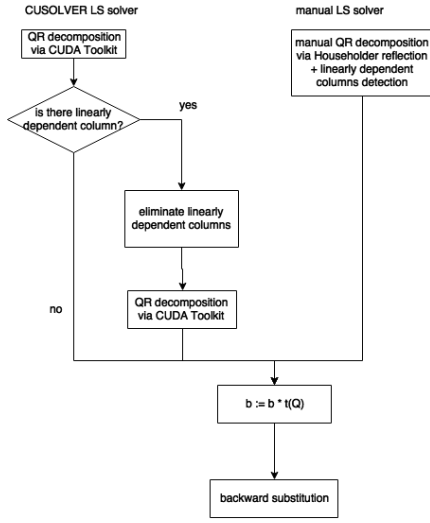 CUSOLVER LS solver
manual LS solver
QR decomposition
via CUDA Toolkit
manual QR decomposition
via Householder reflection
+ linearly dependent
columns detection
is there linearly
dependent column?
yes
eliminate linearly
dependent columns
no
QR decomposition
via CUDA Toolkit
b := b * t(Q)
backward substitution